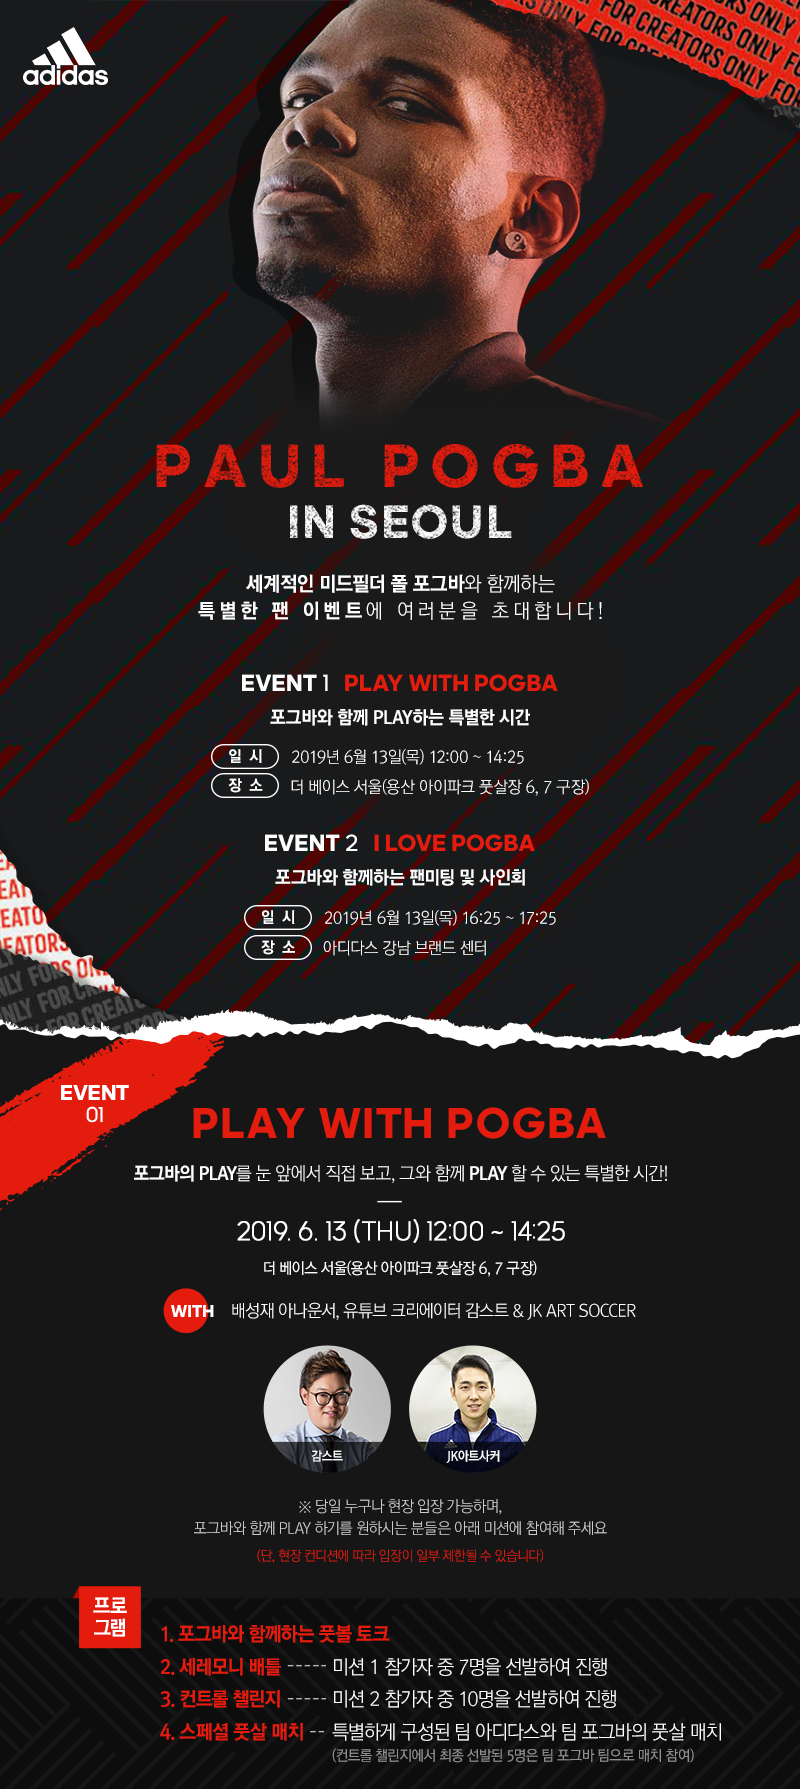 adidas
FOR CREATORS ONLY
PAUL POGBA
IN SEOUL
세계적인 미드필더 폴 포그바와 함께하는
특별한 팬 이벤트에 여러분을 초대합니다!
EVENT 1 PLAY WITH POGBA
포그바와 함께 PLAY하는 특별한 시간
일 시 2019년 6월 13일(목) 12:00 ~ 14:25
장 소 더 베이스 서울(용산 아이파크 풋살장 6, 7 구장)
EVENT 2 I LOVE POGBA
포그바와 함께하는 팬미팅 및 사인회
일 시 2019년 6월 13일(목) 16:25 ~ 17:25
장 소 아디다스 강남 브랜드 센터
EVENT
01
PLAY WITH POGBA
포그바의 PLAY를 눈 앞에서 직접 보고, 그와 함께 PLAY 할 수 있는 특별한 시간!
2019. 6. 13 (THU) 12:00 ~ 14:25
더 베이스 서울(용산 아이파크 풋살장 6, 7 구장)
WITH 배성재 아나운서, 유튜브 크리에이터 감스트 & JK ART SOCCER
감스트 JK아트사커
※ 당일 누구나 현장 입장 가능하며,
포그바와 함께 PLAY 하기를 원하시는 분들은 아래 미션에 참여해 주세요
(단, 현장 컨디션에 따라 입장이 일부 제한될 수 있습니다)
프로
그램
1. 포그바와 함께하는 풋볼 토크
2. 세레모니 배틀 ----- 미션 1 참가자 중 7명을 선발하여 진행
3. 컨트롤 챌린지 ----- 미션 2 참가자 중 10명을 선발하여 진행
4. 스페셜 풋살 매치 -- 특별하게 구성된 팀 아디다스와 팀 포그바의 풋살 매치
(컨트롤 챌린지에서 최종 선발된 5명은 팀 포그바 팀으로 매치 참여)